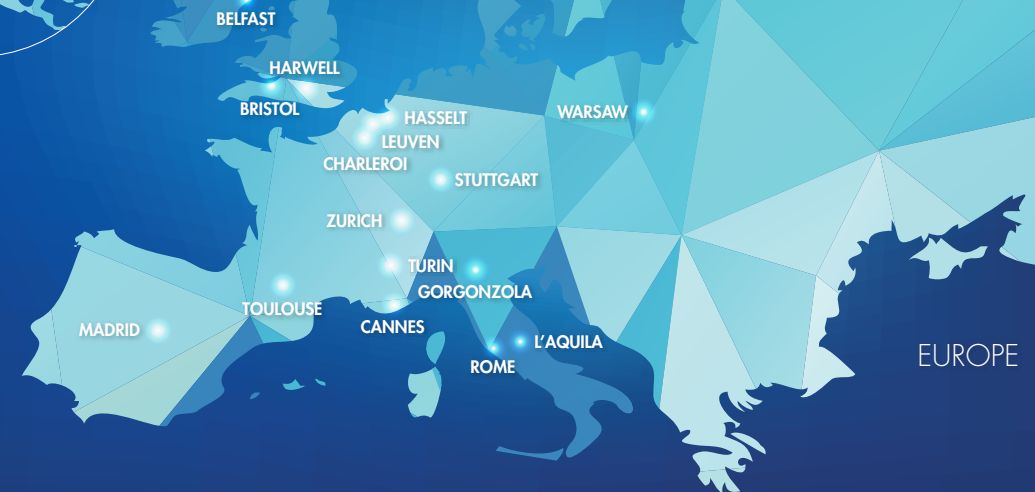 BELFAST
HARWELL
BRISTOL
WARSAW
HASSELT
LEUVEN
CHARLEROI
STUTTGART
ZURICH
TURIN
GORGONZOLA
TOULOUSE
CANNES
MADRID
L'AQUILA
ROME
EUROPE